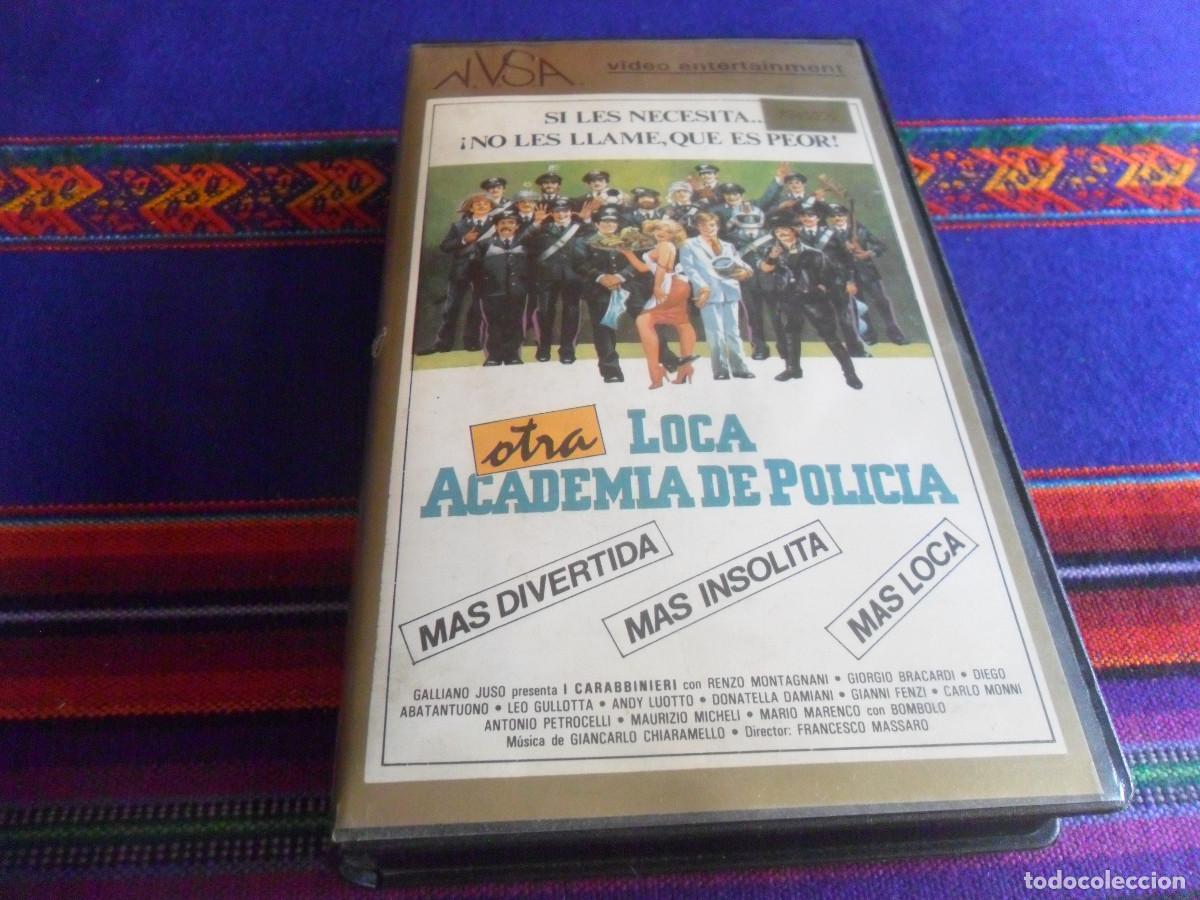 N.VSA.
video entertainment
SI LES NECESITA..
¡NO LES LLAME, QUE ES PEOR!
otra LOCA
ACADEMIA DE POLICIA
MAS DIVERTIDA
MAS INSOLITA
MAS LOCA
GALLIANO JUSO presenta I CARABBINIERI con RENZO MONTAGNANI • GIORGIO BRACARDI • DIEGO
ABATANTUONO • LEO GULLOTTA • ANDY LUOTTO • DONATELLA DAMIANI • GIANNI FENZI • CARLO MONNI
ANTONIO PETROCELLI • MAURIZIO MICHELI • MARIO MARENCO con BOMBOLO
Música de GIANCARLO CHIARAMELLO • Director: FRANCESCO MASSARO
todocoleccion